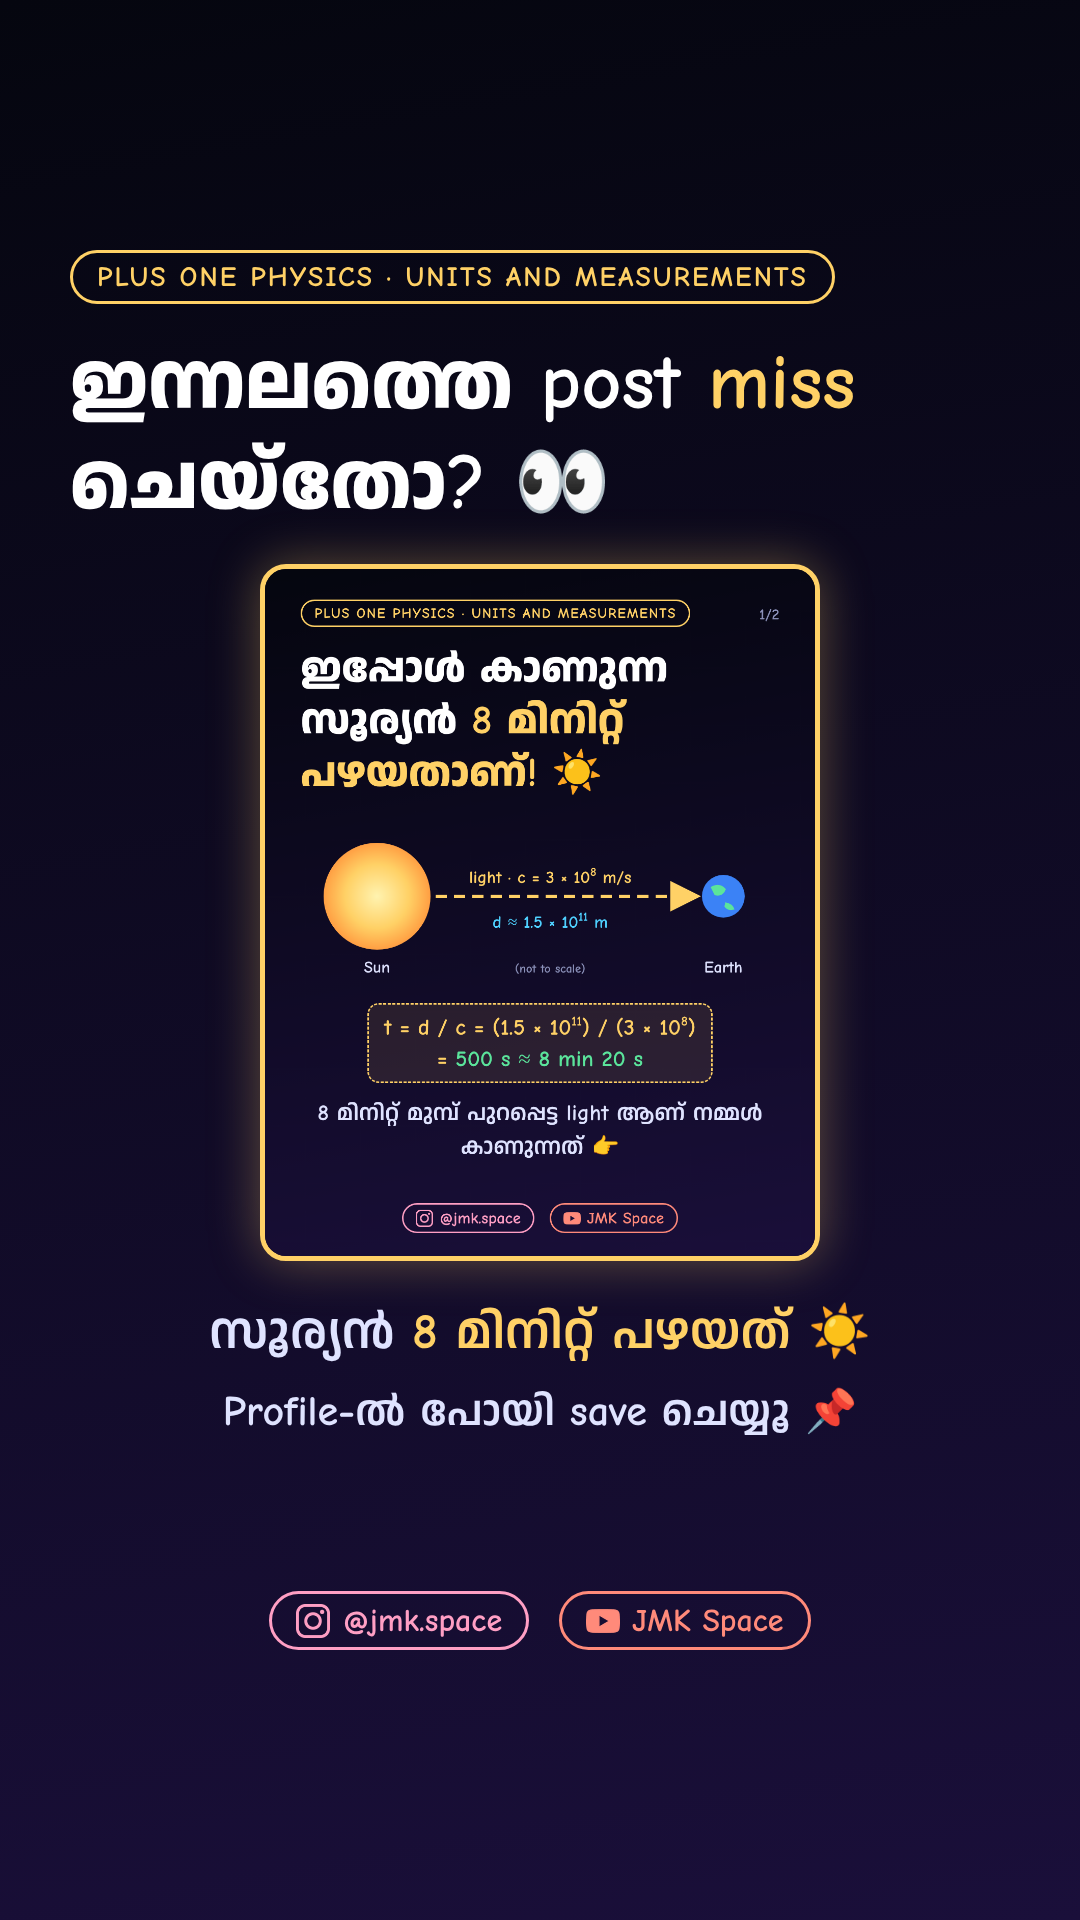 PLUS ONE PHYSICS · UNITS AND MEASUREMENTS
ഇന്നലത്തെ post miss
ചെയ്തോ? 👀
PLUS ONE PHYSICS · UNITS AND MEASUREMENTS
1/2
ഇപ്പോൾ കാണുന്ന
സൂര്യൻ 8 മിനിറ്റ്
പഴയതാണ്! ☀️
light · c = 3 × 10⁸ m/s
d ≈ 1.5 × 10¹¹ m
Sun
(not to scale)
Earth
t = d / c = (1.5 × 10¹¹) / (3 × 10⁸)
= 500 s ≈ 8 min 20 s
8 മിനിറ്റ് മുമ്പ് പുറപ്പെട്ട light ആണ് നമ്മൾ
കാണുന്നത് 👉
@jmk.space
JMK Space
സൂര്യൻ 8 മിനിറ്റ് പഴയത് ☀️
Profile-ൽ പോയി save ചെയ്യൂ 📌
@jmk.space
JMK Space